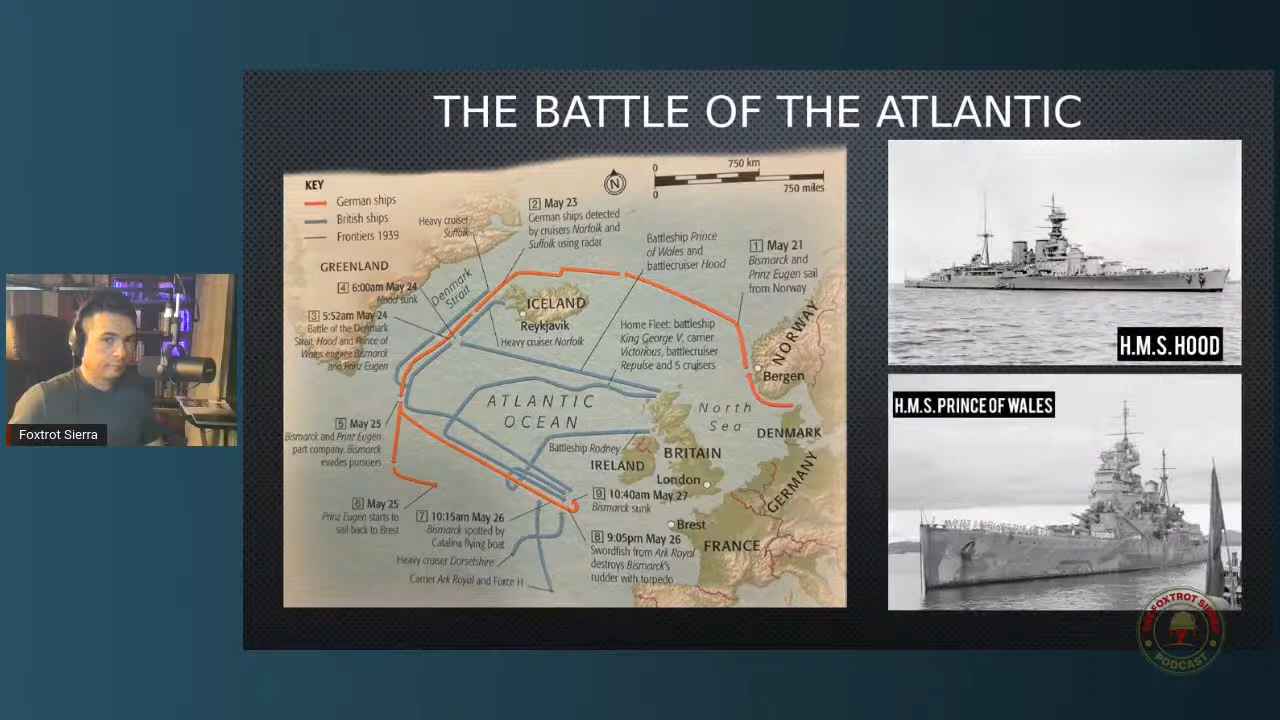 THE BATTLE OF THE ATLANTIC
KEY
German ships
British ships
Frontiers 1939
N
0
750 km
0
750 miles
Heavy cruiser
Suffolk
2 May 23
German ships detected
by cruisers Norfolk and
Suffolk using radar
Battleship Prince
of Wales and
battlecruiser Hood
1 May 21
Bismarck and
Prinz Eugen sail
from Norway
GREENLAND
Denmark
Strait
4 6:00am May 24
Hood sunk
ICELAND
Reykjavik
Heavy cruiser Norfolk
3 5:52am May 24
Battle of the Denmark
Strait, Hood and Prince of
Wales engage Bismarck
and Prinz Eugen
Home Fleet: battleship
King George V, carrier
Victorious, battlecruiser
Repulse and 5 cruisers
NORWAY
Bergen
ATLANTIC
OCEAN
North
Sea
DENMARK
5 May 25
Bismarck and Prinz Eugen
part company. Bismarck
evades pursuers
Battleship Rodney
IRELAND
BRITAIN
London
GERMANY
6 May 25
Prinz Eugen starts to
sail back to Brest
7 10:15am May 26
Bismarck spotted by
Catalina flying boat
9 10:40am May 27
Bismarck sunk
Brest
FRANCE
8 9:05pm May 26
Swordfish from Ark Royal
destroys Bismarck's
rudder with torpedo
Heavy cruiser Dorsetshire
Carrier Ark Royal and Force H
H.M.S. HOOD
H.M.S. PRINCE OF WALES
Foxtrot Sierra
THE FOXTROT SIERRA
PODCAST